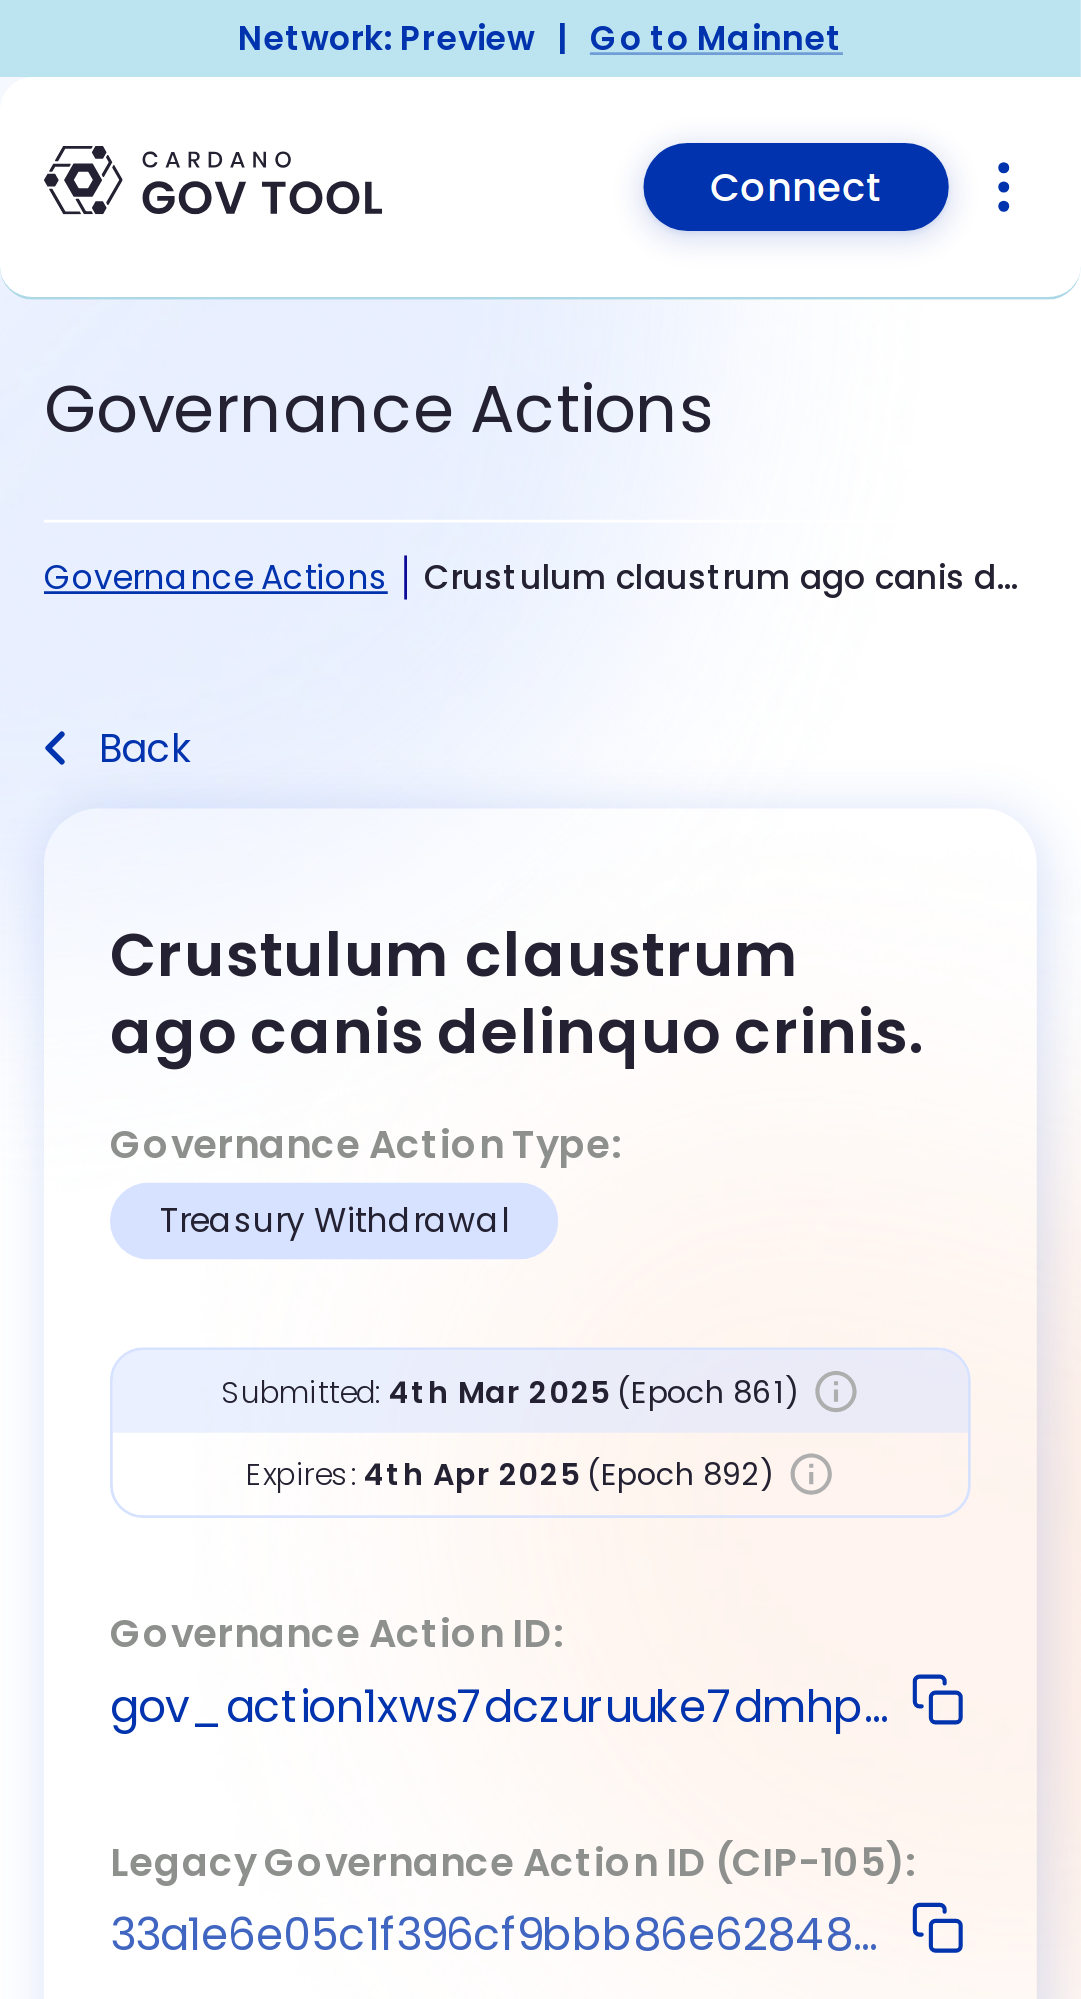 Network: Preview | Go to Mainnet
CARDANO
GOV TOOL
Connect
Governance Actions
Governance Actions | Crustulum claustrum ago canis d...
Back
Crustulum claustrum
ago canis delinquo crinis.
Governance Action Type:
Treasury Withdrawal
Submitted: 4th Mar 2025 (Epoch 861)
Expires: 4th Apr 2025 (Epoch 892)
Governance Action ID:
gov_action1xws7dczuruuke7dmhp...
Legacy Governance Action ID (CIP-105):
33a1e6e05c1f396cf9bbb86e62848...